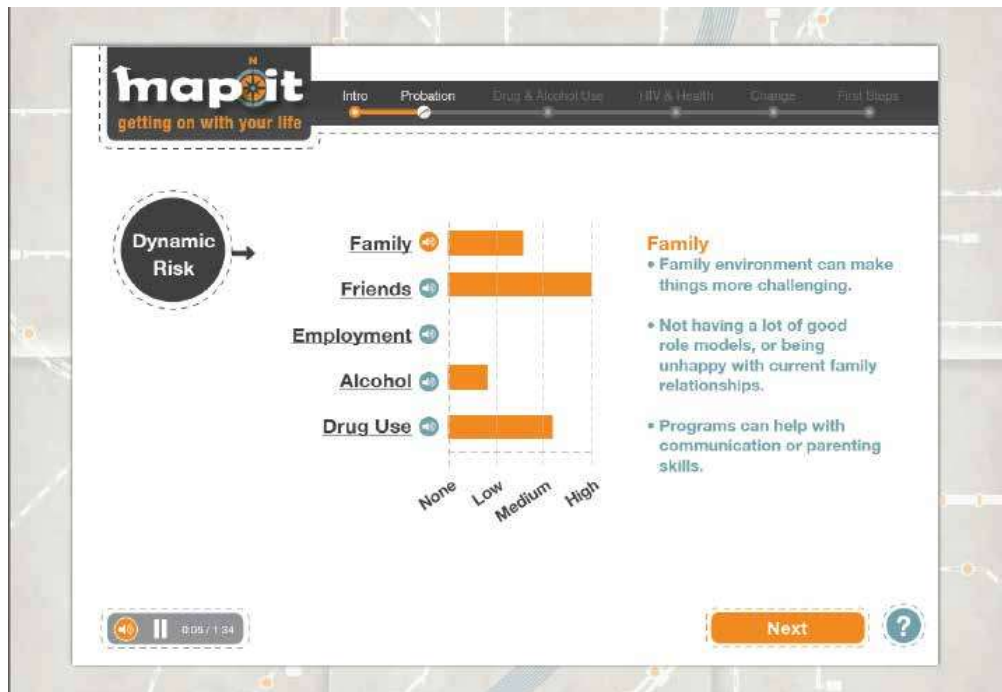 N
mapit
getting on with your life
Intro Probation Drug & Alcohol Use HIV & Health Change First Steps
Dynamic
Risk
Family
Friends
Employment
Alcohol
Drug Use
None Low Medium High
Family
• Family environment can make
things more challenging.
• Not having a lot of good
role models, or being
unhappy with current family
relationships.
• Programs can help with
communication or parenting
skills.
0:05 / 1:34
Next
?